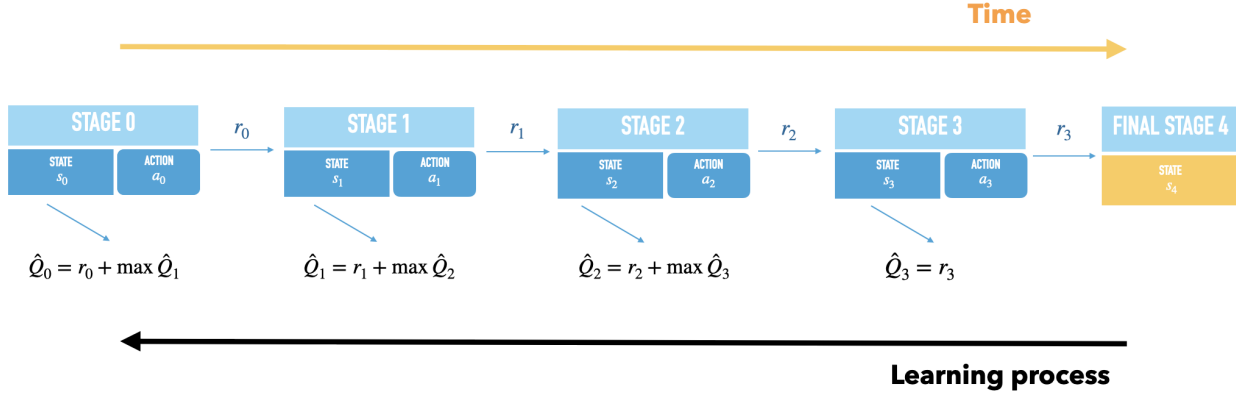 Time
STAGE 0
STATE
s₀
ACTION
a₀
r₀
STAGE 1
STATE
s₁
ACTION
a₁
r₁
STAGE 2
STATE
s₂
ACTION
a₂
r₂
STAGE 3
STATE
s₃
ACTION
a₃
r₃
FINAL STAGE 4
STATE
s₄
Q̂₀ = r₀ + max Q̂₁
Q̂₁ = r₁ + max Q̂₂
Q̂₂ = r₂ + max Q̂₃
Q̂₃ = r₃
Learning process